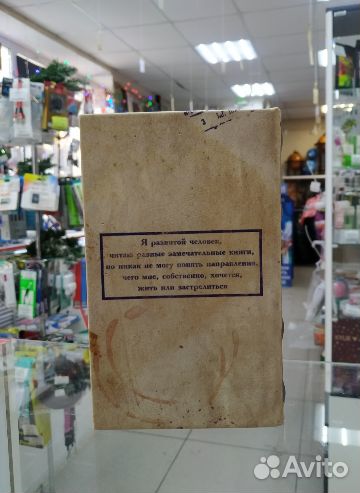 Я развитой человек,
читаю разные замечательные книги,
но никак не могу понять направления,
чего мне, собственно, хочется,
жить или застрелиться
Avito